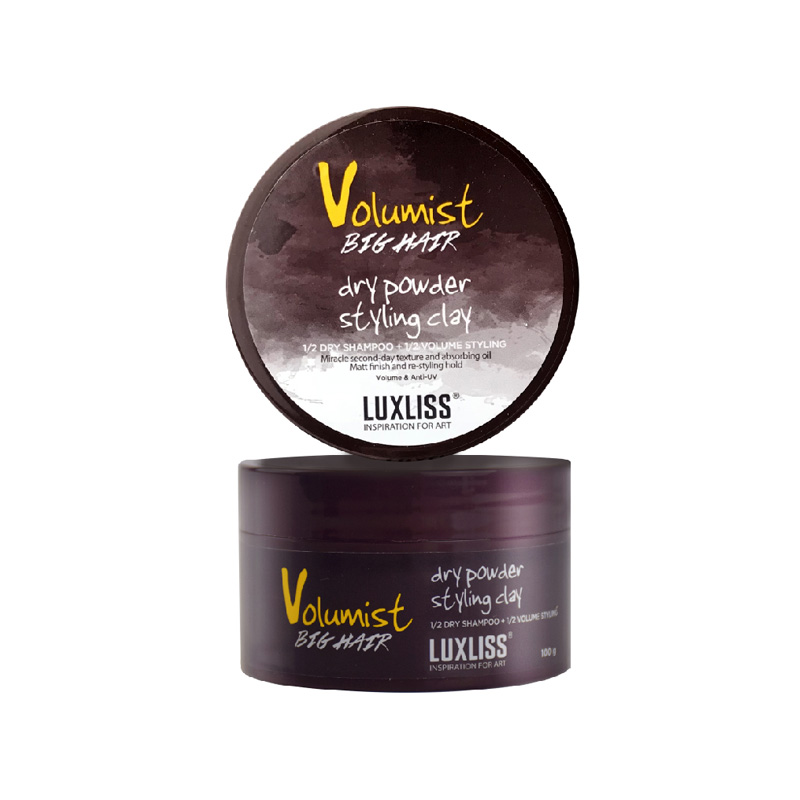 Volumist
BIG HAIR
dry powder
styling clay
1/2 DRY SHAMPOO + 1/2 VOLUME STYLING
Miracle second-day texture and absorbing oil
Matt finish and re-styling hold
Volume & Anti-UV
LUXLISS®
INSPIRATION FOR ART
Volumist
BIG HAIR
dry powder
styling clay
1/2 DRY SHAMPOO + 1/2 VOLUME STYLING
LUXLISS®
INSPIRATION FOR ART
100 g